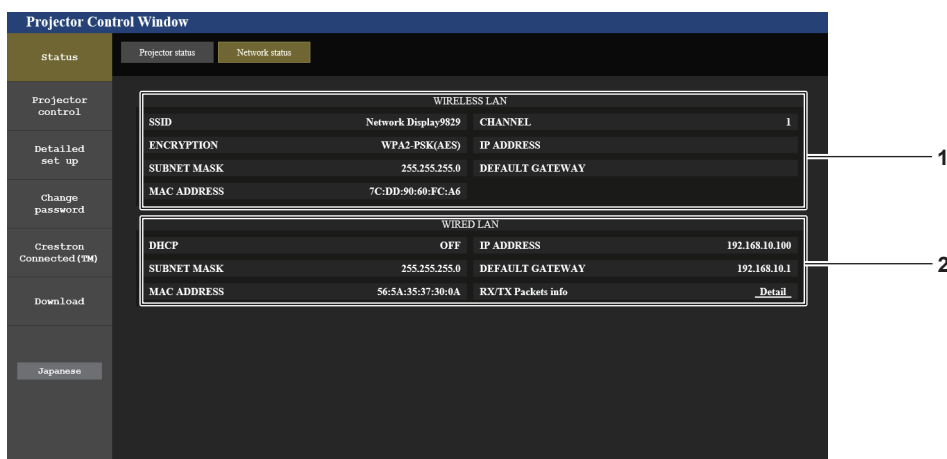 Projector Control Window
Status
Projector status
Network status
Projector
control
Detailed
set up
Change
password
Crestron
Connected(TM)
Download
Japanese
WIRELESS LAN
SSID Network Display9829 CHANNEL 1
ENCRYPTION WPA2-PSK(AES) IP ADDRESS
SUBNET MASK 255.255.255.0 DEFAULT GATEWAY
MAC ADDRESS 7C:DD:90:60:FC:A6
1
WIRED LAN
DHCP OFF IP ADDRESS 192.168.10.100
SUBNET MASK 255.255.255.0 DEFAULT GATEWAY 192.168.10.1
MAC ADDRESS 56:5A:35:37:30:0A RX/TX Packets info Detail
2